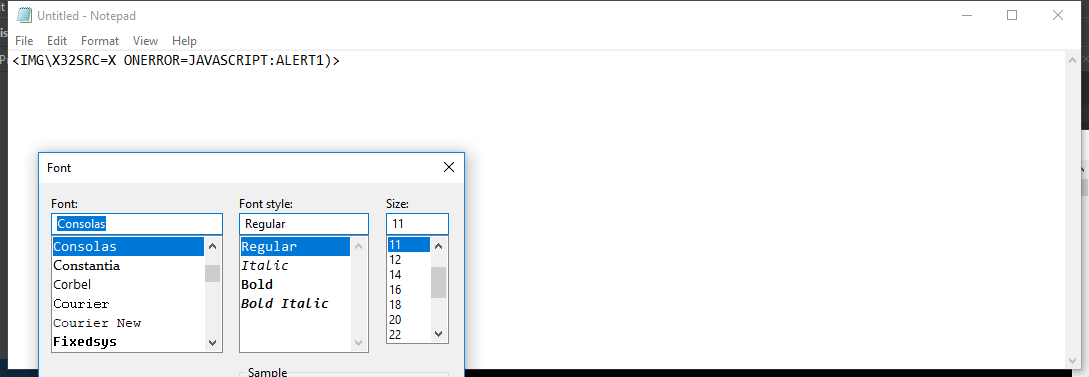 Untitled - Notepad
File Edit Format View Help
<IMG\X32SRC=X ONERROR=JAVASCRIPT:ALERT1)>
Font
Font: Font style: Size:
Consolas Regular 11
Consolas Regular 11
Constantia Italic 12
Corbel Bold 14
Courier Bold Italic 16
Courier New 18
Fixedsys 20
22
Sample